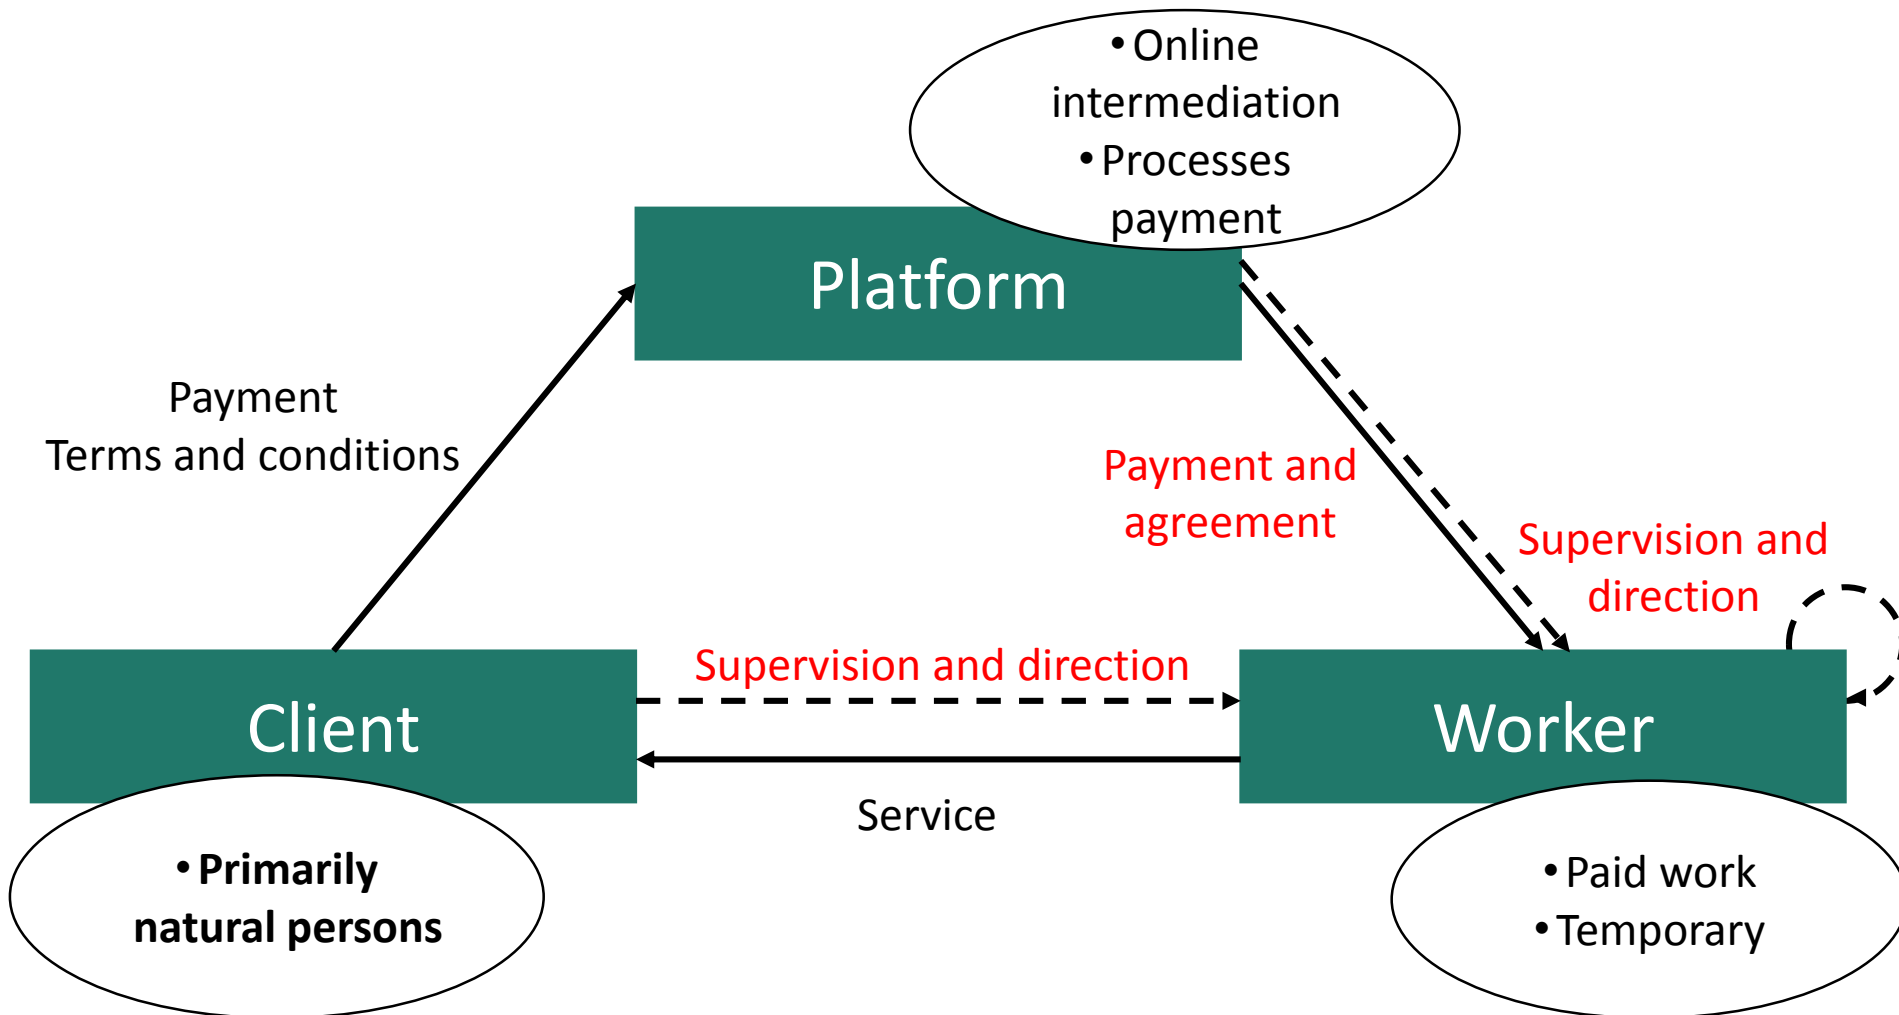 • Online
intermediation
• Processes
payment
Platform
Payment
Terms and conditions
Payment and
agreement
Supervision and
direction
Supervision and direction
Client
Worker
Service
• Primarily
natural persons
• Paid work
• Temporary